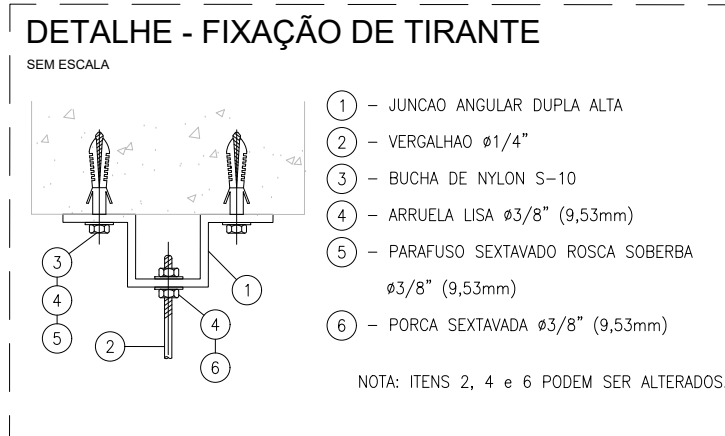 DETALHE - FIXAÇÃO DE TIRANTE
SEM ESCALA
1 – JUNCAO ANGULAR DUPLA ALTA
2 – VERGALHAO ø1/4”
3 – BUCHA DE NYLON S-10
4 – ARRUELA LISA ø3/8” (9,53mm)
5 – PARAFUSO SEXTAVADO ROSCA SOBERBA
ø3/8” (9,53mm)
6 – PORCA SEXTAVADA ø3/8” (9,53mm)
NOTA: ITENS 2, 4 e 6 PODEM SER ALTERADOS.
3
4
5
2
1
4
6